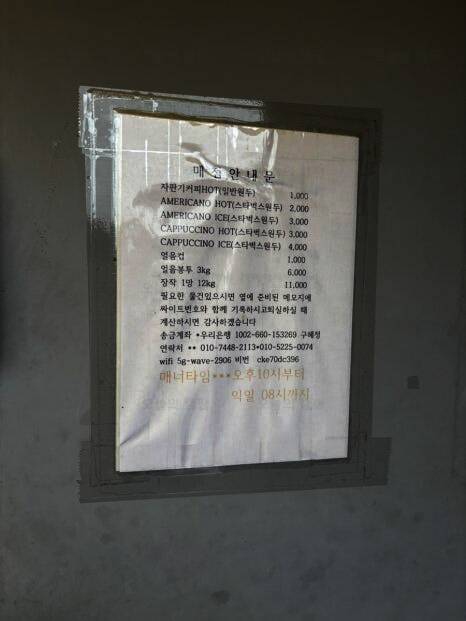 매점안내문
자판기커피HOT(일반원두) 1,000
AMERICANO HOT(스타벅스원두) 2,000
AMERICANO ICE(스타벅스원두) 3,000
CAPPUCCINO HOT(스타벅스원두) 3,000
CAPPUCCINO ICE(스타벅스원두) 4,000
얼음컵 1,000
얼음봉투 3kg 6,000
장작 1망 12kg 11,000
필요한 물건있으시면 옆에 준비된 메모지에
싸이트번호와 함께 기록하시고퇴실하실 때
계산하시면 감사하겠습니다
송금계좌 *우리은행 1002-660-153269 구혜정
연락처 ** 010-7448-2113*010-5225-0074
wifi 5g-wave-2906 비번 cke70dc396
매너타임***오후10시부터
익일 08시까지